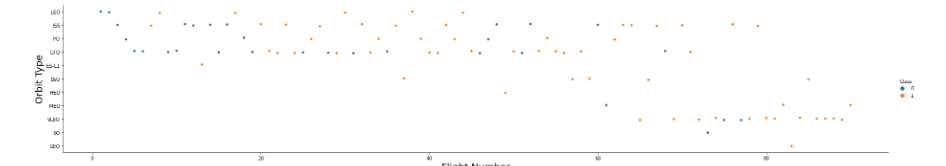 Orbit Type
LEO
ISS
PO
GTO
ES-L1
SSO
HEO
MEO
VLEO
SO
GEO
0 20 40 60 80
Flight Number
Class
0
1